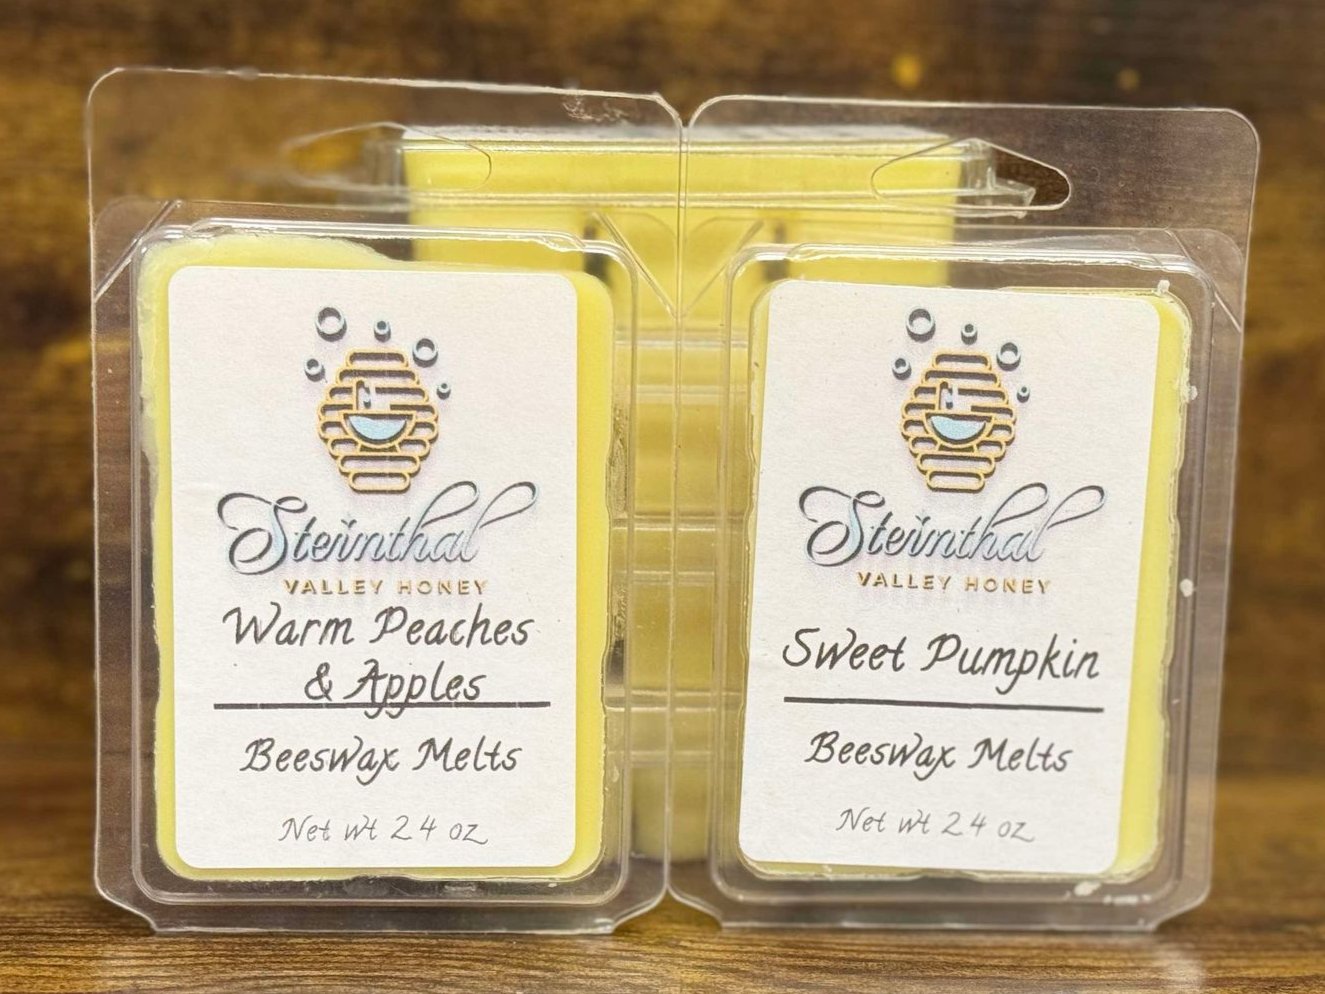 Steinthal
VALLEY HONEY
Warm Peaches
& Apples
Beeswax Melts
Net wt 2.4 oz
Steinthal
VALLEY HONEY
Sweet Pumpkin
Beeswax Melts
Net wt 2.4 oz